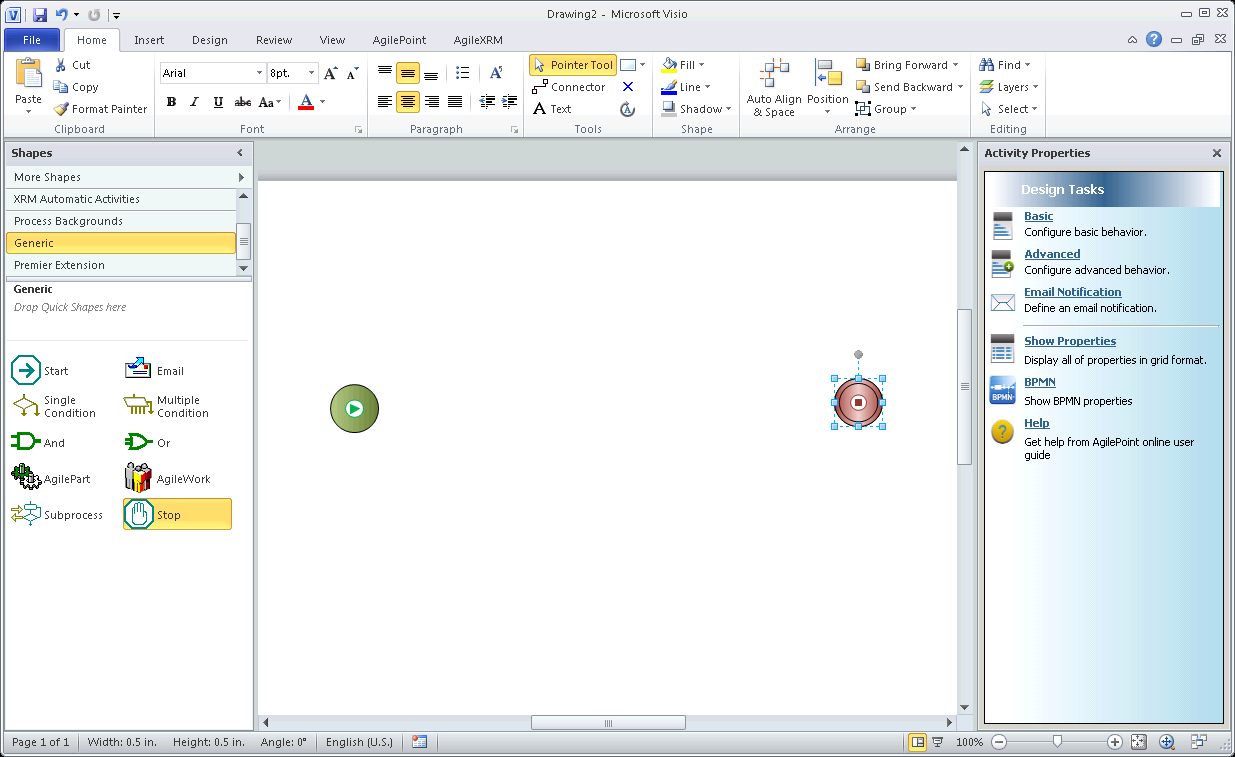 Drawing2 - Microsoft Visio
File Home Insert Design Review View AgilePoint AgileXRM
Paste
Cut
Copy
Format Painter
Clipboard
Arial 8pt.
B I U abc Aa A
Font
Paragraph
Pointer Tool
Connector
A Text
Tools
Fill
Line
Shadow
Shape
Auto Align
& Space
Position
Bring Forward
Send Backward
Group
Arrange
Find
Layers
Select
Editing
Shapes
More Shapes
XRM Automatic Activities
Process Backgrounds
Generic
Premier Extension
Generic
Drop Quick Shapes here
Start
Email
Single
Condition
Multiple
Condition
And
Or
AgilePart
AgileWork
Subprocess
Stop
Activity Properties
Design Tasks
Basic
Configure basic behavior.
Advanced
Configure advanced behavior.
Email Notification
Define an email notification.
Show Properties
Display all of properties in grid format.
BPMN
BPMN
Show BPMN properties
Help
Get help from AgilePoint online user
guide
Page 1 of 1 Width: 0.5 in. Height: 0.5 in. Angle: 0° English (U.S.) 100%